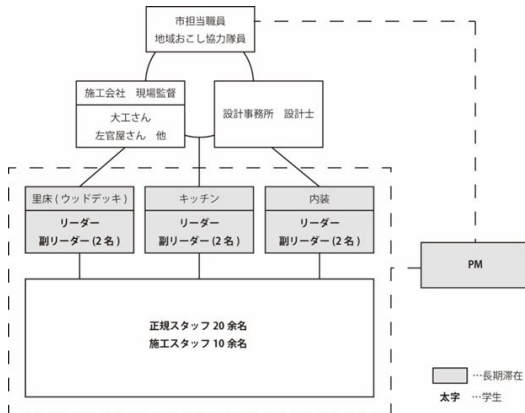 市担当職員
地域おこし協力隊員
施工会社　現場監督
大工さん
左官屋さん　他
設計事務所　設計士
里床 ( ウッドデッキ )
リーダー
副リーダー (2 名 )
キッチン
リーダー
副リーダー (2 名 )
内装
リーダー
副リーダー (2 名 )
PM
正規スタッフ 20 余名
施工スタッフ 10 余名
…長期滞在
太字　…学生